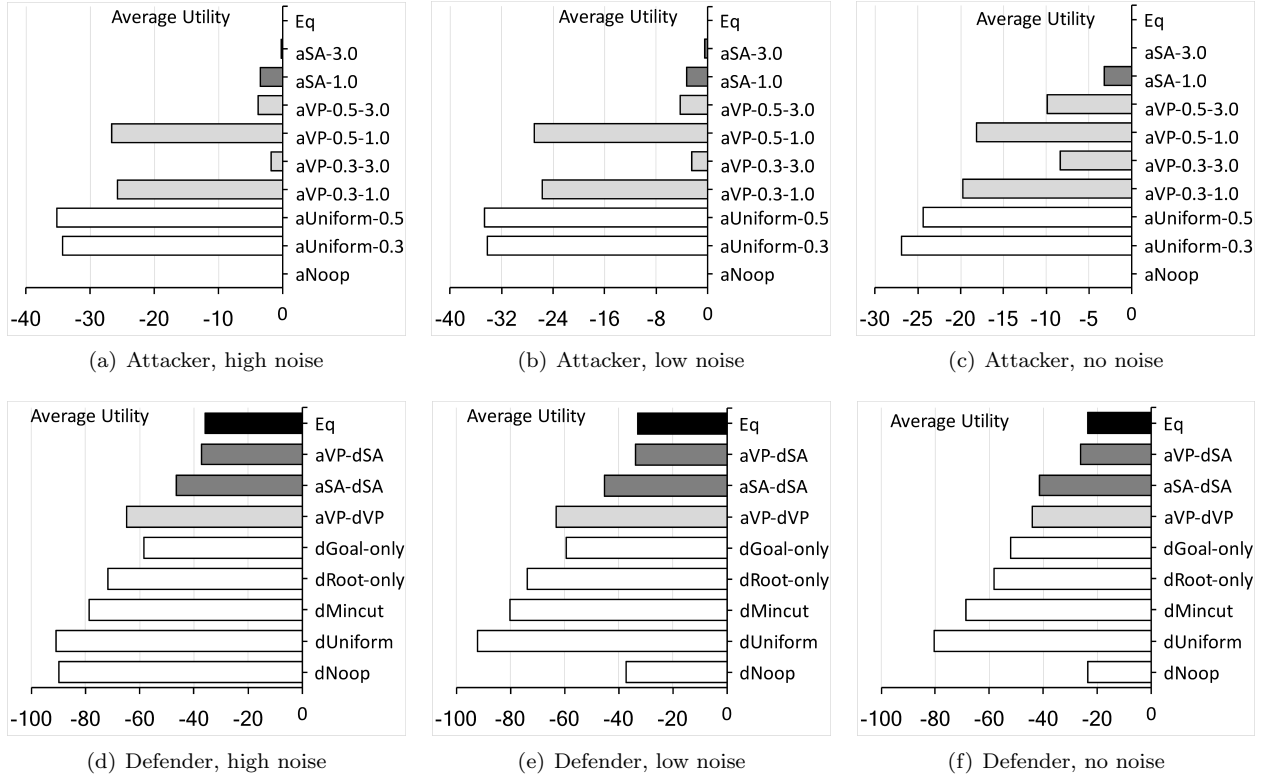 Average Utility
Eq
aSA-3.0
aSA-1.0
aVP-0.5-3.0
aVP-0.5-1.0
aVP-0.3-3.0
aVP-0.3-1.0
aUniform-0.5
aUniform-0.3
aNoop
-40 -30 -20 -10 0
(a) Attacker, high noise
Average Utility
Eq
aSA-3.0
aSA-1.0
aVP-0.5-3.0
aVP-0.5-1.0
aVP-0.3-3.0
aVP-0.3-1.0
aUniform-0.5
aUniform-0.3
aNoop
-40 -32 -24 -16 -8 0
(b) Attacker, low noise
Average Utility
Eq
aSA-3.0
aSA-1.0
aVP-0.5-3.0
aVP-0.5-1.0
aVP-0.3-3.0
aVP-0.3-1.0
aUniform-0.5
aUniform-0.3
aNoop
-30 -25 -20 -15 -10 -5 0
(c) Attacker, no noise
Average Utility
Eq
aVP-dSA
aSA-dSA
aVP-dVP
dGoal-only
dRoot-only
dMincut
dUniform
dNoop
-100 -80 -60 -40 -20 0
(d) Defender, high noise
Average Utility
Eq
aVP-dSA
aSA-dSA
aVP-dVP
dGoal-only
dRoot-only
dMincut
dUniform
dNoop
-100 -80 -60 -40 -20 0
(e) Defender, low noise
Average Utility
Eq
aVP-dSA
aSA-dSA
aVP-dVP
dGoal-only
dRoot-only
dMincut
dUniform
dNoop
-100 -80 -60 -40 -20 0
(f) Defender, no noise